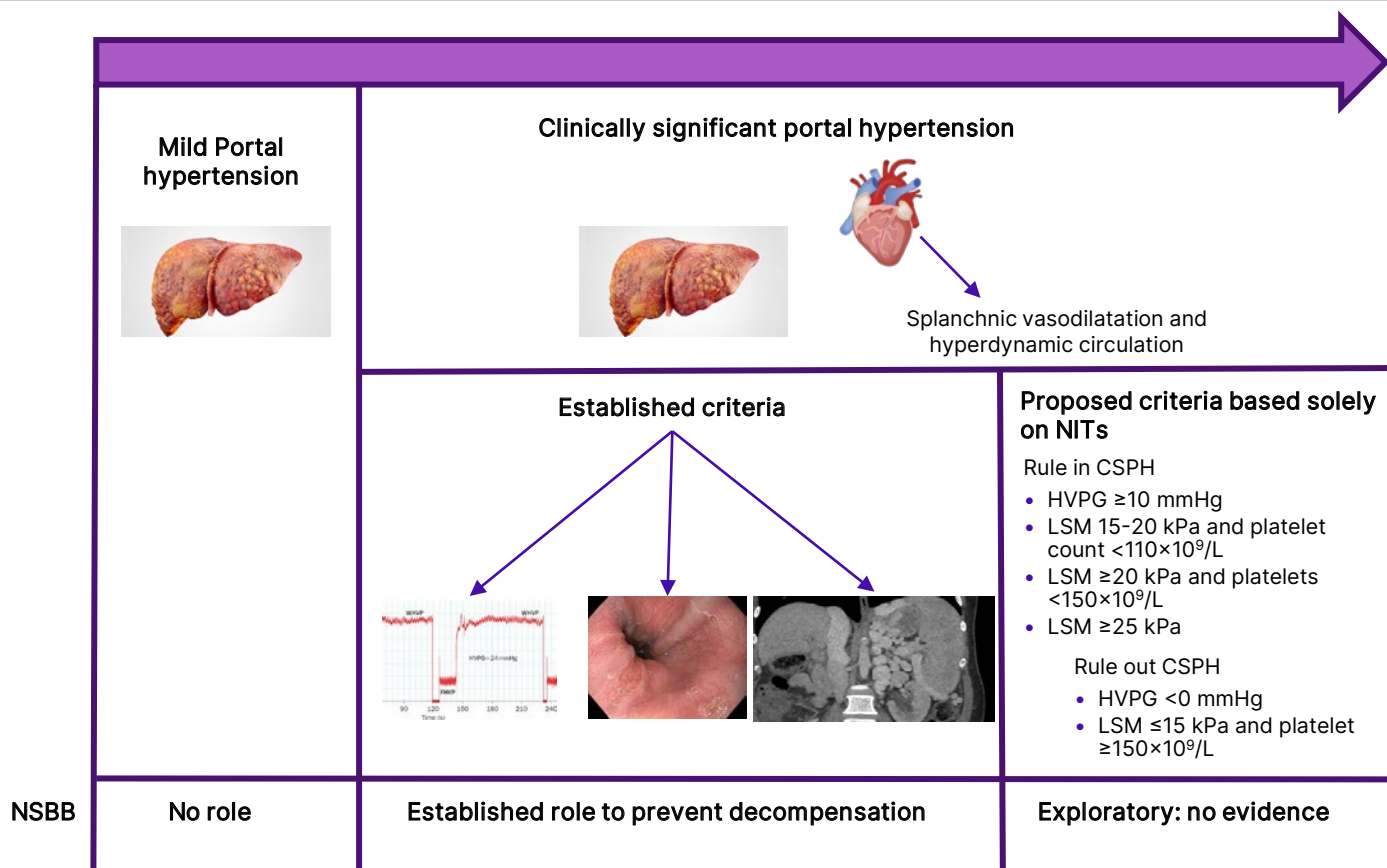 Mild Portal
hypertension
Clinically significant portal hypertension
Splanchnic vasodilatation and
hyperdynamic circulation
Established criteria
WHVP
WHVP
HVPG= 24 mmHg
FHVP
90 120 150 180 210 240
Time (s)
Proposed criteria based solely
on NITs
Rule in CSPH
• HVPG ≥10 mmHg
• LSM 15-20 kPa and platelet
count <110×10⁹/L
• LSM ≥20 kPa and platelets
<150×10⁹/L
• LSM ≥25 kPa
Rule out CSPH
• HVPG <0 mmHg
• LSM ≤15 kPa and platelet
≥150×10⁹/L
NSBB
No role
Established role to prevent decompensation
Exploratory: no evidence